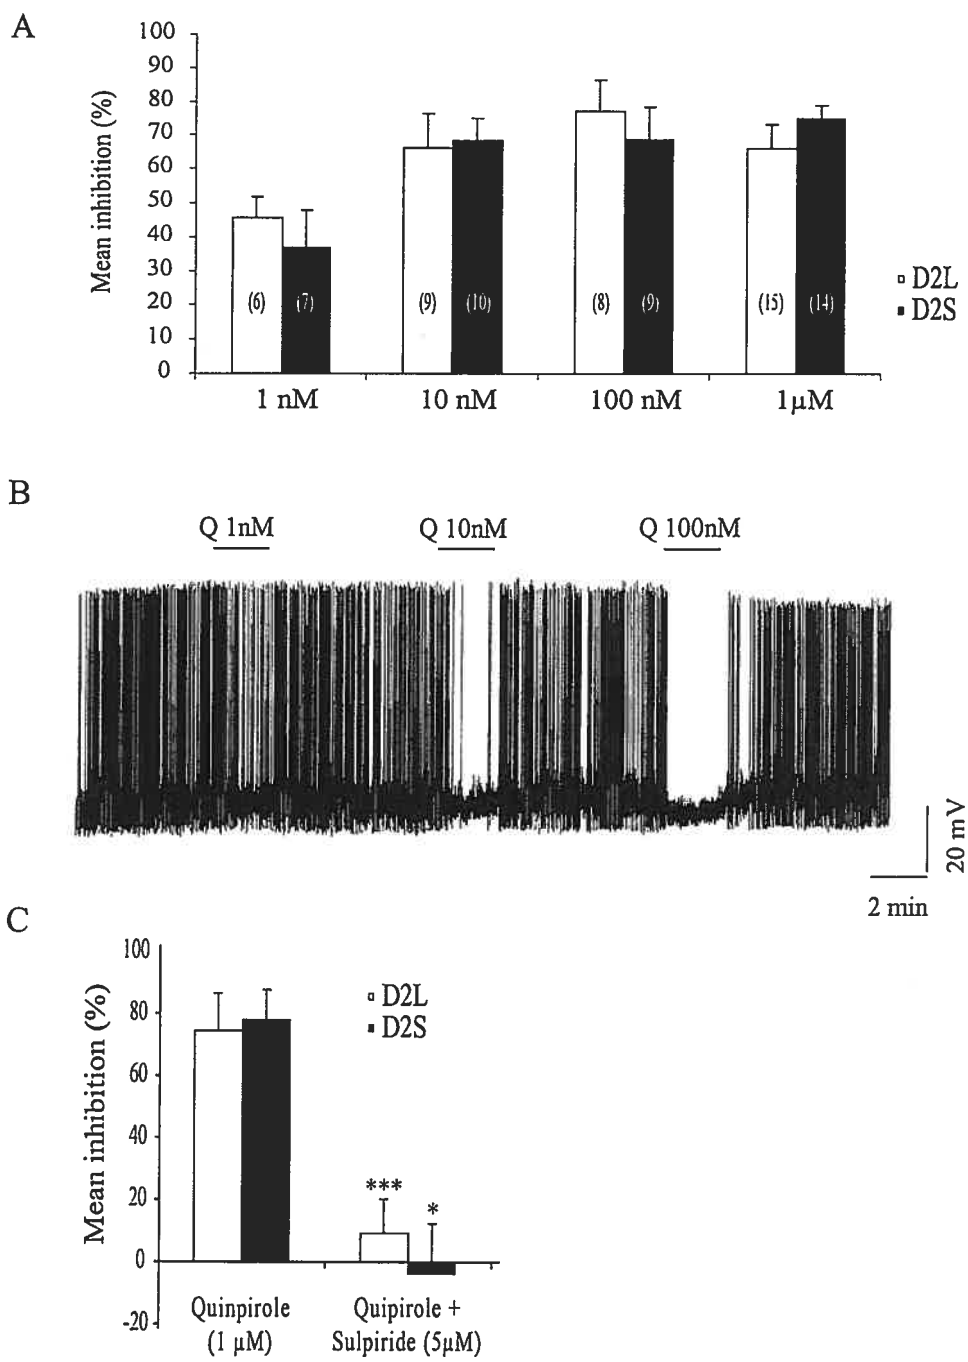 A
Mean inhibition (%)
100
90
80
70
60
50
40
30
20
10
0
(6)
(7)
(9)
(10)
(8)
(9)
(15)
(14)
1 nM
10 nM
100 nM
1µM
D2L
D2S
B
Q 1nM
Q 10nM
Q 100nM
20 mV
2 min
C
Mean inhibition (%)
100
80
60
40
20
0
-20
D2L
D2S
***
*
Quinpirole
(1 µM)
Quipirole +
Sulpiride (5µM)